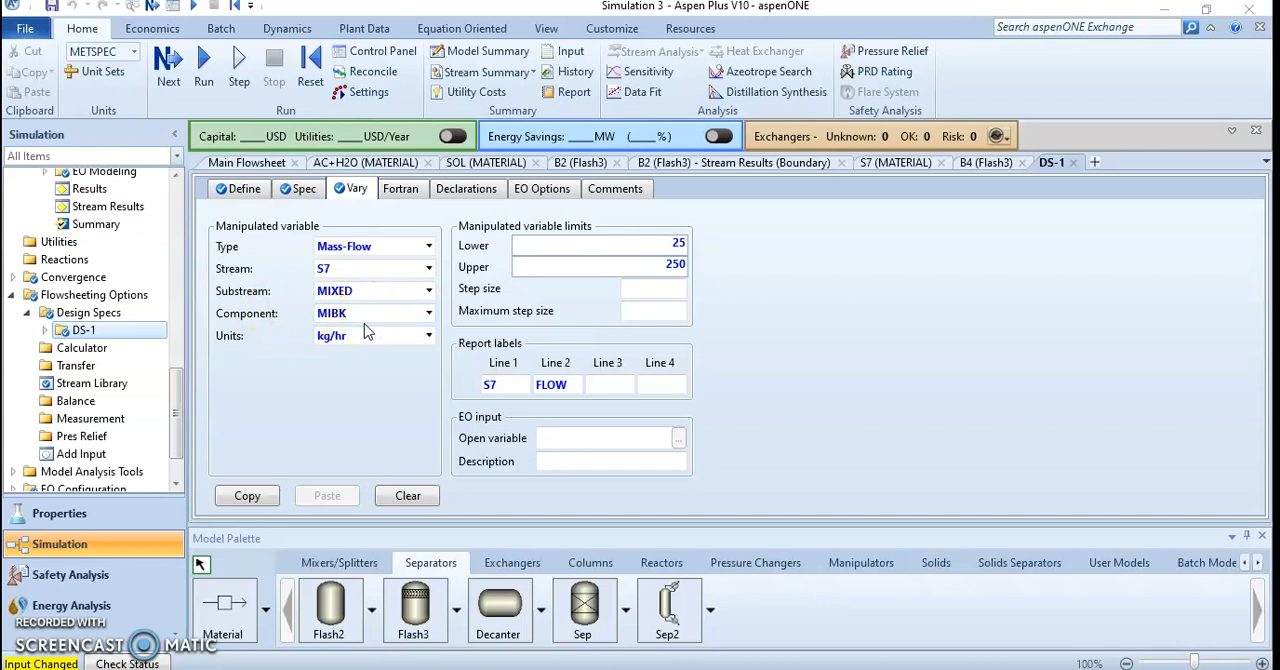 Simulation 3 - Aspen Plus V10 - aspenONE
File Home Economics Batch Dynamics Plant Data Equation Oriented View Customize Resources Search aspenONE Exchange
Cut METSPEC Control Panel Model Summary Input Stream Analysis Heat Exchanger Pressure Relief
Copy Unit Sets Next Run Step Stop Reset Reconcile Stream Summary History Sensitivity Azeotrope Search PRD Rating
Paste Settings Utility Costs Report Data Fit Distillation Synthesis Flare System
Clipboard Units Run Summary Analysis Safety Analysis
Simulation
Capital: ____USD Utilities: ____USD/Year Energy Savings: ____MW (____%) Exchangers - Unknown: 0 OK: 0 Risk: 0
All Items
Main Flowsheet AC+H2O (MATERIAL) SOL (MATERIAL) B2 (Flash3) B2 (Flash3) - Stream Results (Boundary) S7 (MATERIAL) B4 (Flash3) DS-1
EO Modeling
Results
Stream Results
Summary
Utilities
Reactions
Convergence
Flowsheeting Options
Design Specs
DS-1
Calculator
Transfer
Stream Library
Balance
Measurement
Pres Relief
Add Input
Model Analysis Tools
EO Configuration
Define Spec Vary Fortran Declarations EO Options Comments
Manipulated variable
Type Mass-Flow
Stream: S7
Substream: MIXED
Component: MIBK
Units: kg/hr
Manipulated variable limits
Lower 25
Upper 250
Step size
Maximum step size
Report labels
Line 1 Line 2 Line 3 Line 4
S7 FLOW
EO input
Open variable ...
Description
Copy Paste Clear
Properties
Simulation
Safety Analysis
Energy Analysis
Model Palette
Mixers/Splitters Separators Exchangers Columns Reactors Pressure Changers Manipulators Solids Solids Separators User Models Batch Mode
Material Flash2 Flash3 Decanter Sep Sep2
RECORDED WITH
SCREENCAST MATIC
Input Changed Check Status 100%